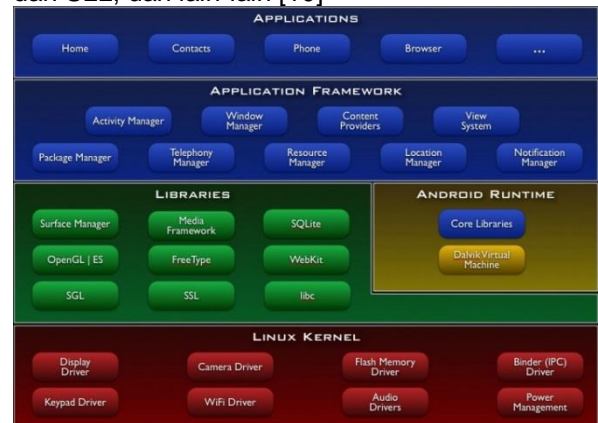 APPLICATIONS
Home
Contacts
Phone
Browser
...
APPLICATION FRAMEWORK
Activity Manager
Window
Manager
Content
Providers
View
System
Package Manager
Telephony
Manager
Resource
Manager
Location
Manager
Notification
Manager
LIBRARIES
Surface Manager
Media
Framework
SQLite
OpenGL | ES
FreeType
WebKit
SGL
SSL
libc
ANDROID RUNTIME
Core Libraries
Dalvik Virtual
Machine
LINUX KERNEL
Display
Driver
Camera Driver
Flash Memory
Driver
Binder (IPC)
Driver
Keypad Driver
WiFi Driver
Audio
Drivers
Power
Management